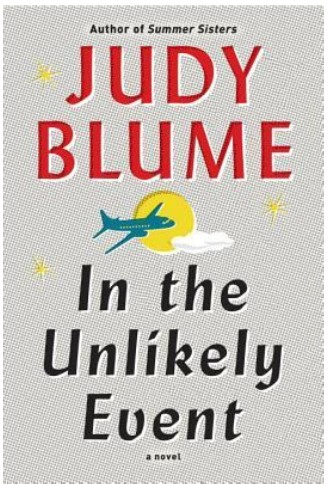 Author of Summer Sisters
JUDY
BLUME
In the
Unlikely
Event
a novel